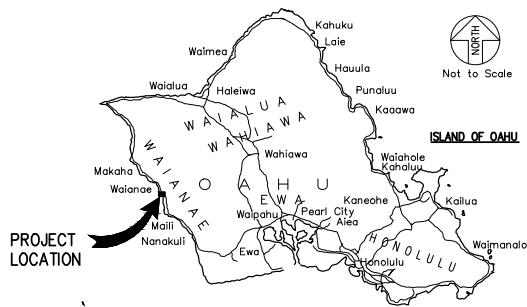 Kahuku
Laie
Waimea
NORTH
Hauula
Waialua
Haleiwa
Not to Scale
Punaluu
WAIALUA
Kaaawa
WAHIAWA
ISLAND OF OAHU
WAIANAE
Wahiawa
Waiahole
Kahaluu
Makaha
OAHU
Waianae
EWA
Kaneohe
Kailua
Waipahu
Pearl City
Aiea
Maili
HONOLULU
Waimanalo
PROJECT
LOCATION
Nanakuli
Ewa
Honolulu